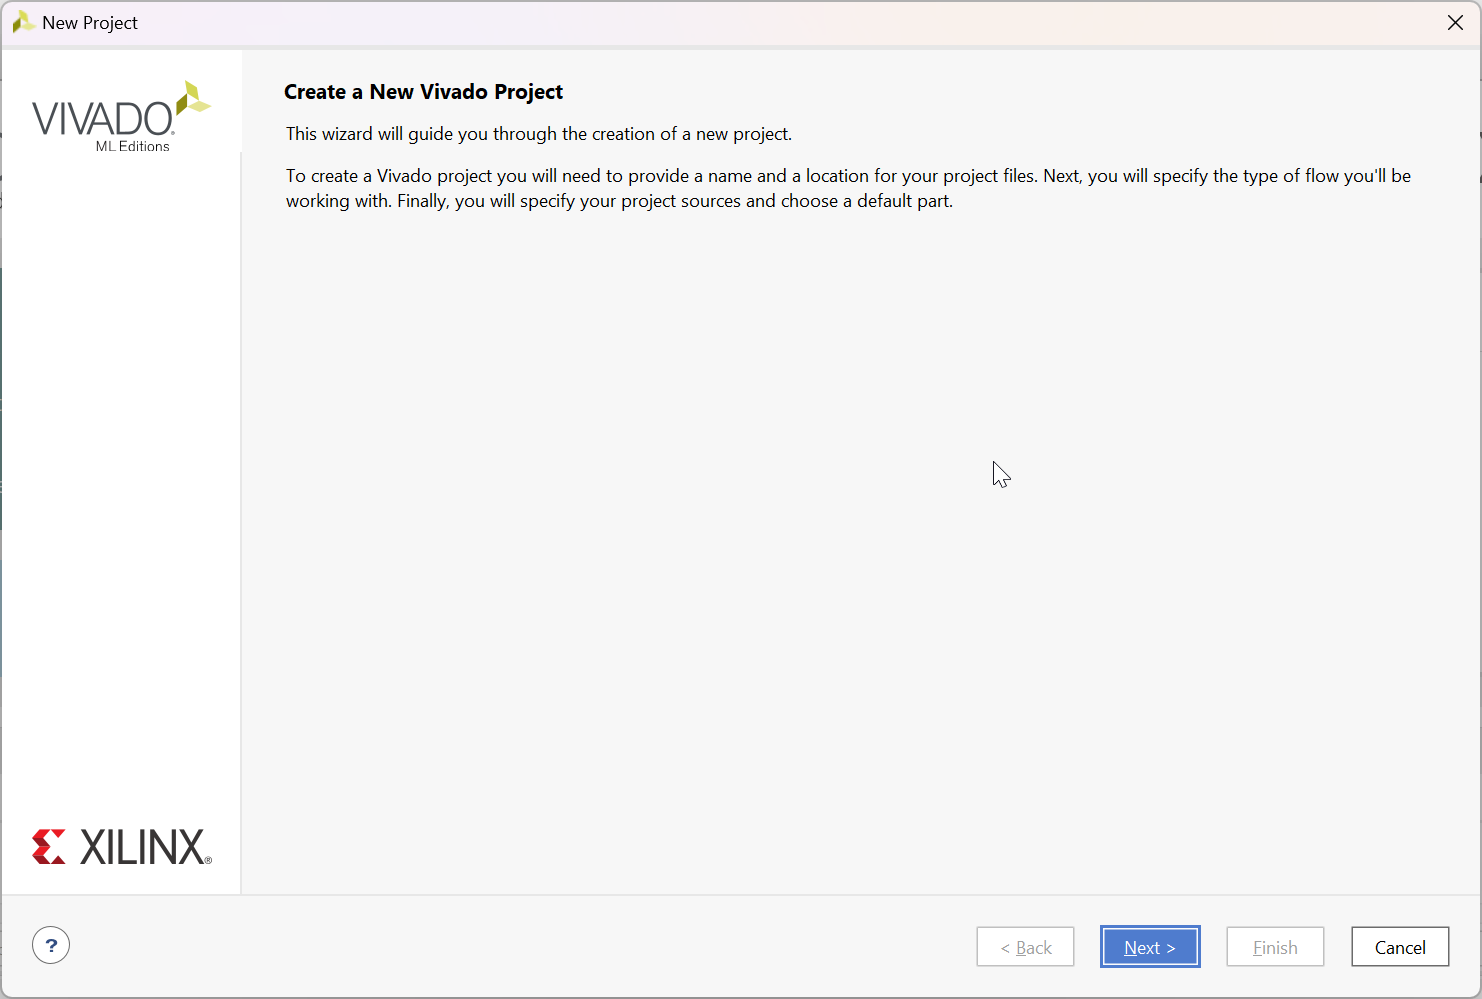 New Project
VIVADO
ML Editions
Create a New Vivado Project
This wizard will guide you through the creation of a new project.
To create a Vivado project you will need to provide a name and a location for your project files. Next, you will specify the type of flow you'll be
working with. Finally, you will specify your project sources and choose a default part.
XILINX®
?
< Back
Next >
Finish
Cancel